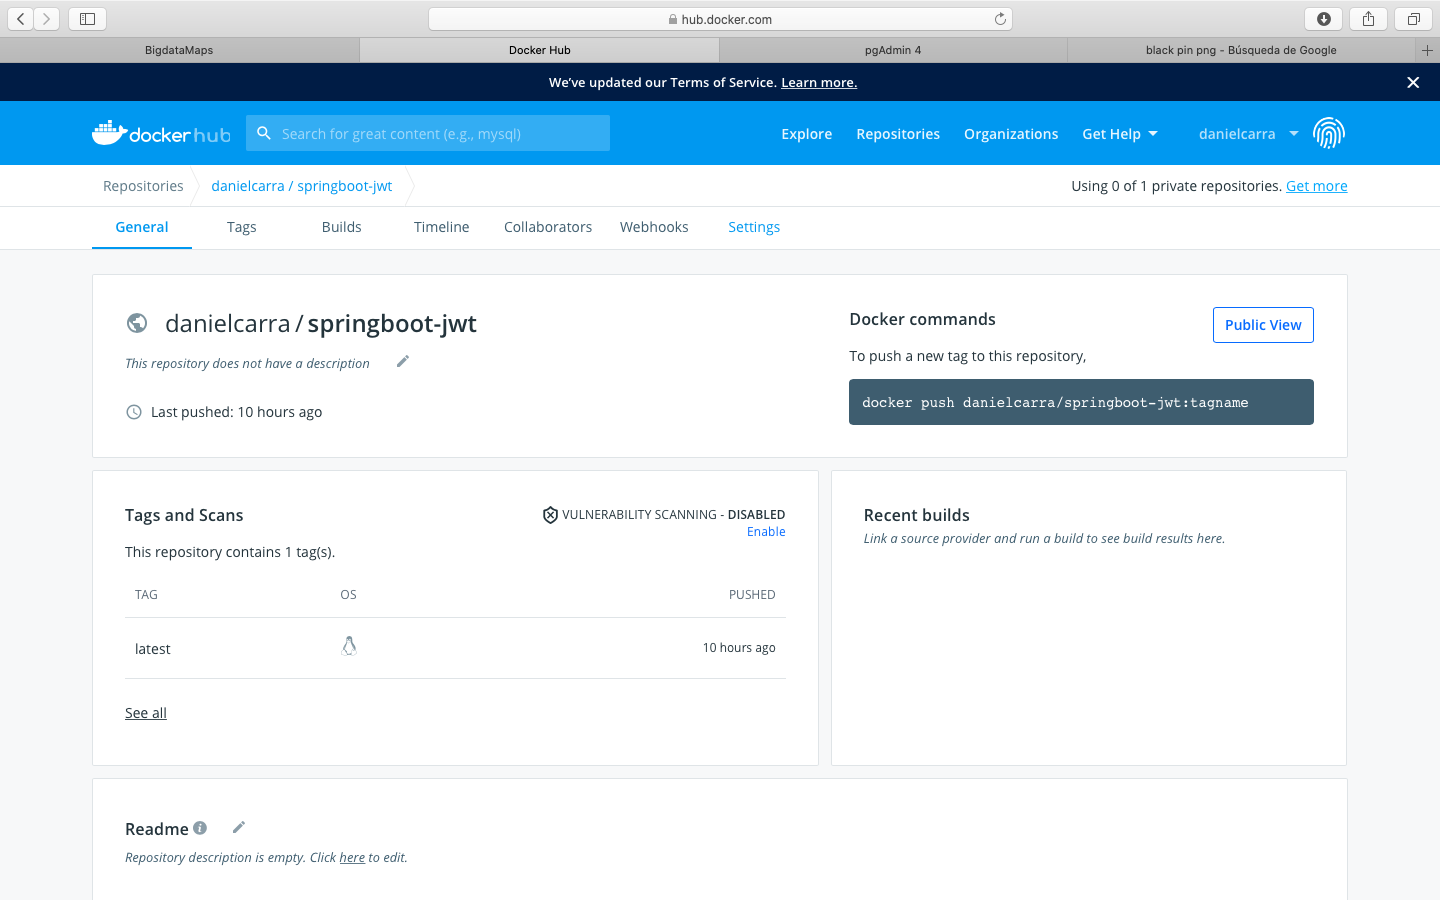 hub.docker.com
BigdataMaps
Docker Hub
pgAdmin 4
black pin png - Búsqueda de Google
We've updated our Terms of Service. Learn more.
docker hub
Search for great content (e.g., mysql)
Explore
Repositories
Organizations
Get Help
danielcarra
Repositories
danielcarra / springboot-jwt
Using 0 of 1 private repositories. Get more
General
Tags
Builds
Timeline
Collaborators
Webhooks
Settings
danielcarra / springboot-jwt
This repository does not have a description
Last pushed: 10 hours ago
Docker commands
Public View
To push a new tag to this repository,
docker push danielcarra/springboot-jwt:tagname
Tags and Scans
VULNERABILITY SCANNING - DISABLED
Enable
This repository contains 1 tag(s).
TAG
OS
PUSHED
latest
10 hours ago
See all
Recent builds
Link a source provider and run a build to see build results here.
Readme
Repository description is empty. Click here to edit.